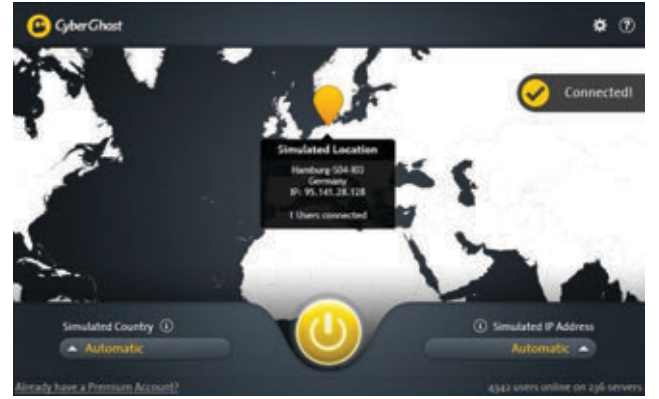 CyberGhost
Connected!
Simulated Location
Hamburg-S04-I03
Germany
IP: 95.141.28.128
1 Users connected
Simulated Country
Simulated IP Address
Automatic
Automatic
Already have a Premium Account?
4342 users online on 236 servers